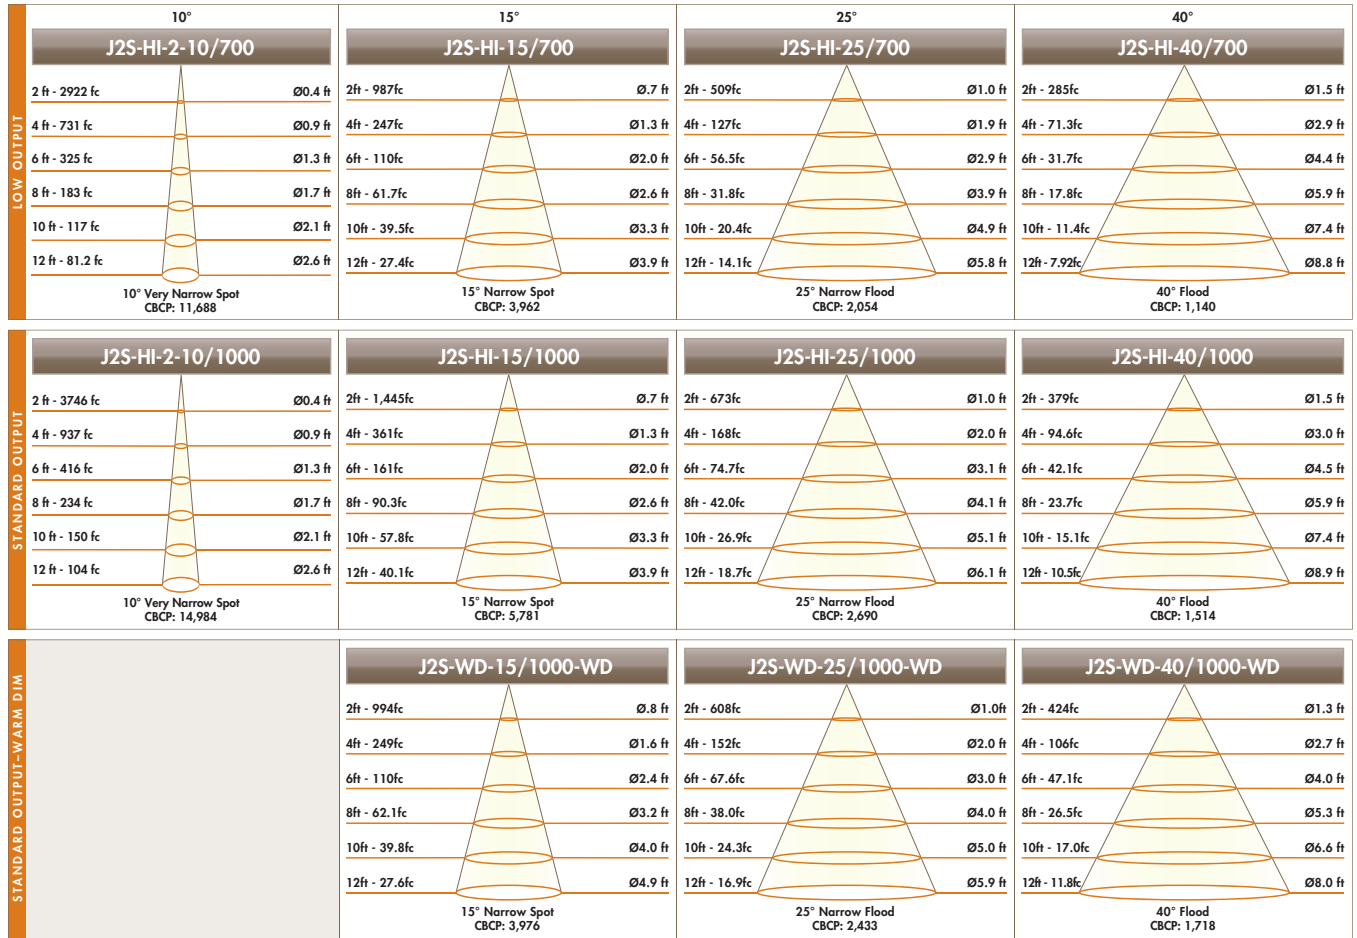 10°
15°
25°
40°
LOW OUTPUT
J2S-HI-2-10/700
2 ft - 2922 fc Ø0.4 ft
4 ft - 731 fc Ø0.9 ft
6 ft - 325 fc Ø1.3 ft
8 ft - 183 fc Ø1.7 ft
10 ft - 117 fc Ø2.1 ft
12 ft - 81.2 fc Ø2.6 ft
10° Very Narrow Spot
CBCP: 11,688
J2S-HI-15/700
2ft - 987fc Ø.7 ft
4ft - 247fc Ø1.3 ft
6ft - 110fc Ø2.0 ft
8ft - 61.7fc Ø2.6 ft
10ft - 39.5fc Ø3.3 ft
12ft - 27.4fc Ø3.9 ft
15° Narrow Spot
CBCP: 3,962
J2S-HI-25/700
2ft - 509fc Ø1.0 ft
4ft - 127fc Ø1.9 ft
6ft - 56.5fc Ø2.9 ft
8ft - 31.8fc Ø3.9 ft
10ft - 20.4fc Ø4.9 ft
12ft - 14.1fc Ø5.8 ft
25° Narrow Flood
CBCP: 2,054
J2S-HI-40/700
2ft - 285fc Ø1.5 ft
4ft - 71.3fc Ø2.9 ft
6ft - 31.7fc Ø4.4 ft
8ft - 17.8fc Ø5.9 ft
10ft - 11.4fc Ø7.4 ft
12ft - 7.92fc Ø8.8 ft
40° Flood
CBCP: 1,140
STANDARD OUTPUT
J2S-HI-2-10/1000
2 ft - 3746 fc Ø0.4 ft
4 ft - 937 fc Ø0.9 ft
6 ft - 416 fc Ø1.3 ft
8 ft - 234 fc Ø1.7 ft
10 ft - 150 fc Ø2.1 ft
12 ft - 104 fc Ø2.6 ft
10° Very Narrow Spot
CBCP: 14,984
J2S-HI-15/1000
2ft - 1,445fc Ø.7 ft
4ft - 361fc Ø1.3 ft
6ft - 161fc Ø2.0 ft
8ft - 90.3fc Ø2.6 ft
10ft - 57.8fc Ø3.3 ft
12ft - 40.1fc Ø3.9 ft
15° Narrow Spot
CBCP: 5,781
J2S-HI-25/1000
2ft - 673fc Ø1.0 ft
4ft - 168fc Ø2.0 ft
6ft - 74.7fc Ø3.1 ft
8ft - 42.0fc Ø4.1 ft
10ft - 26.9fc Ø5.1 ft
12ft - 18.7fc Ø6.1 ft
25° Narrow Flood
CBCP: 2,690
J2S-HI-40/1000
2ft - 379fc Ø1.5 ft
4ft - 94.6fc Ø3.0 ft
6ft - 42.1fc Ø4.5 ft
8ft - 23.7fc Ø5.9 ft
10ft - 15.1fc Ø7.4 ft
12ft - 10.5fc Ø8.9 ft
40° Flood
CBCP: 1,514
STANDARD OUTPUT–WARM DIM
J2S-WD-15/1000-WD
2ft - 994fc Ø.8 ft
4ft - 249fc Ø1.6 ft
6ft - 110fc Ø2.4 ft
8ft - 62.1fc Ø3.2 ft
10ft - 39.8fc Ø4.0 ft
12ft - 27.6fc Ø4.9 ft
15° Narrow Spot
CBCP: 3,976
J2S-WD-25/1000-WD
2ft - 608fc Ø1.0ft
4ft - 152fc Ø2.0 ft
6ft - 67.6fc Ø3.0 ft
8ft - 38.0fc Ø4.0 ft
10ft - 24.3fc Ø5.0 ft
12ft - 16.9fc Ø5.9 ft
25° Narrow Flood
CBCP: 2,433
J2S-WD-40/1000-WD
2ft - 424fc Ø1.3 ft
4ft - 106fc Ø2.7 ft
6ft - 47.1fc Ø4.0 ft
8ft - 26.5fc Ø5.3 ft
10ft - 17.0fc Ø6.6 ft
12ft - 11.8fc Ø8.0 ft
40° Flood
CBCP: 1,718